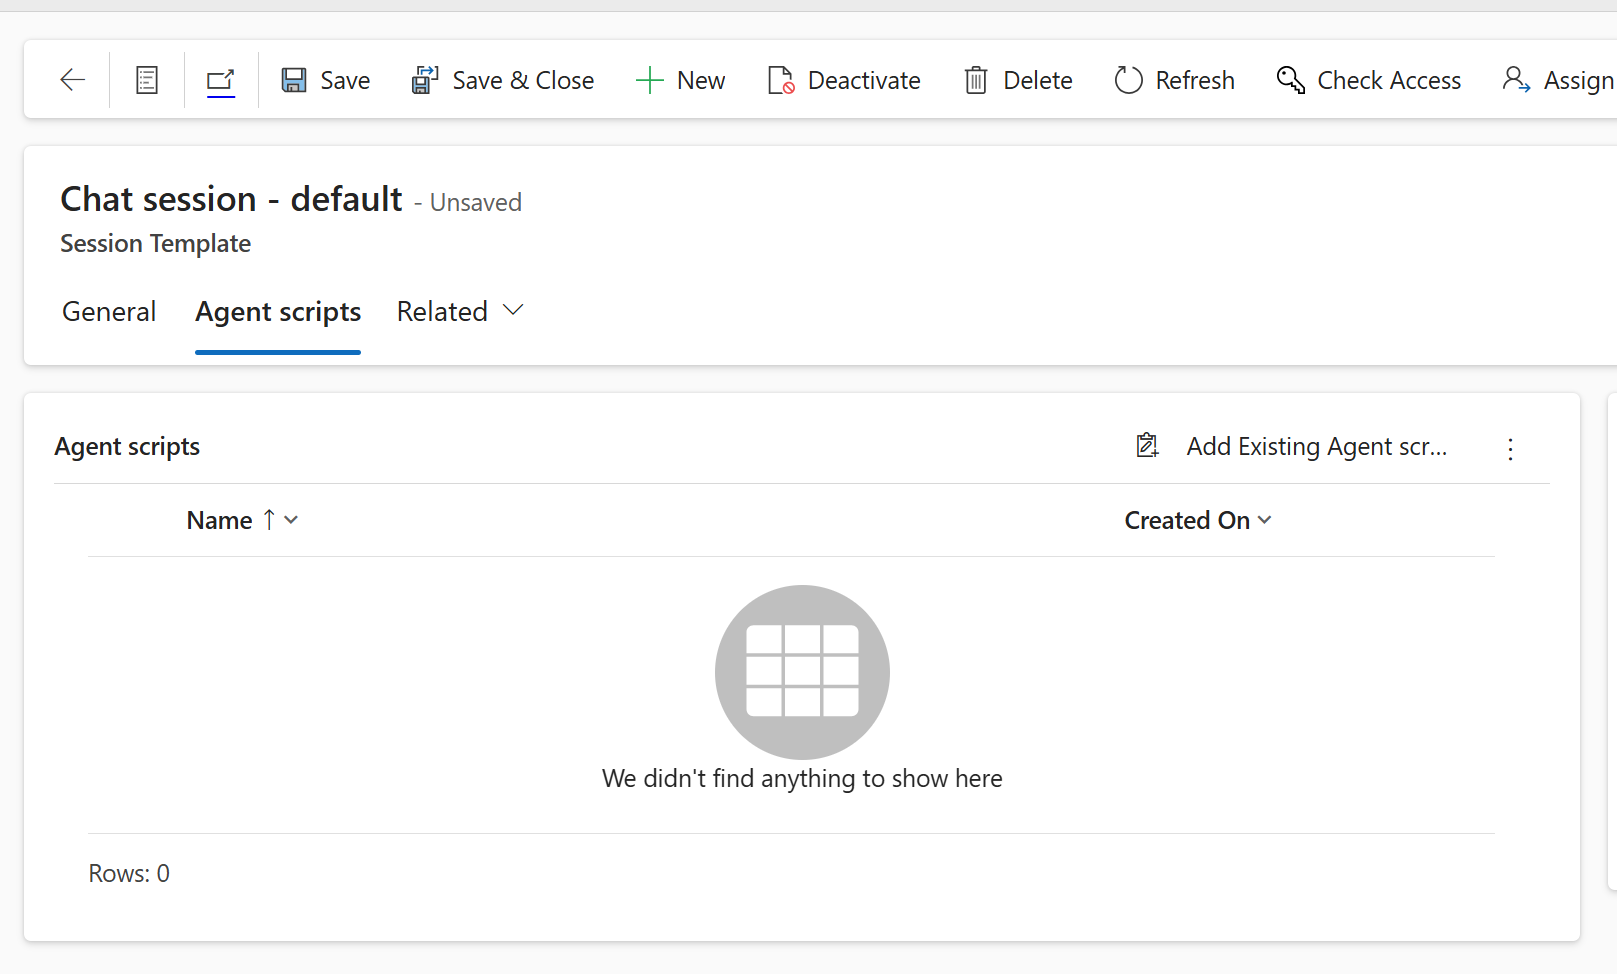 Save Save & Close New Deactivate Delete Refresh Check Access Assign
Chat session - default - Unsaved
Session Template
General Agent scripts Related
Agent scripts Add Existing Agent scr...
Name Created On
We didn't find anything to show here
Rows: 0